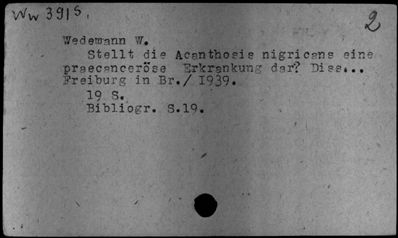 Ww 391S. 2
Wedemann W.
Stellt die Acanthosis nigricans eine
praecanceröse Erkrankung dar? Diss...
Freiburg in Br./ 1939.
19 S.
Bibliogr. S.19.